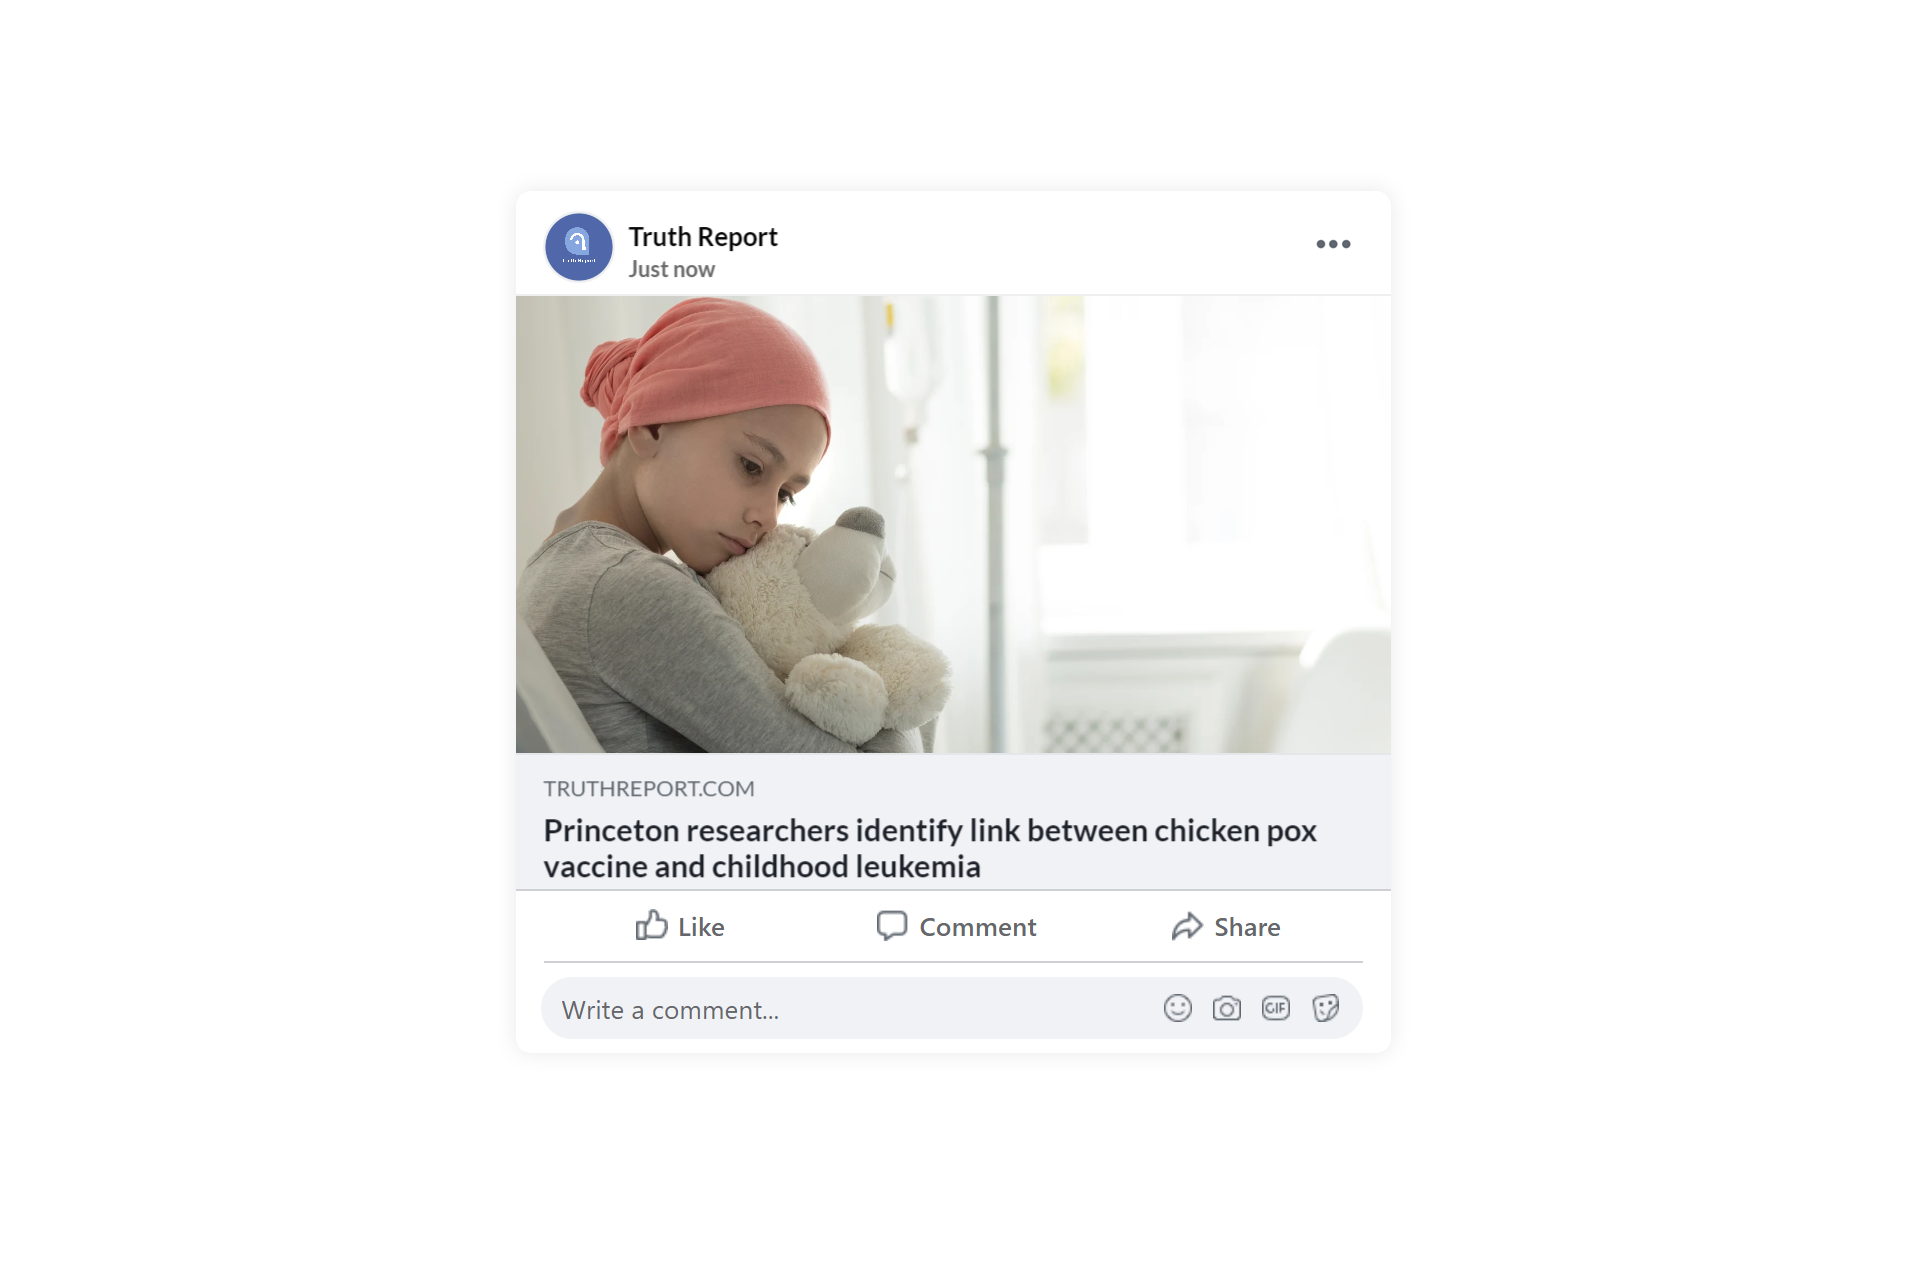 Truth Report
Just now
TRUTHREPORT.COM
Princeton researchers identify link between chicken pox
vaccine and childhood leukemia
Like
Comment
Share
Write a comment...
GIF